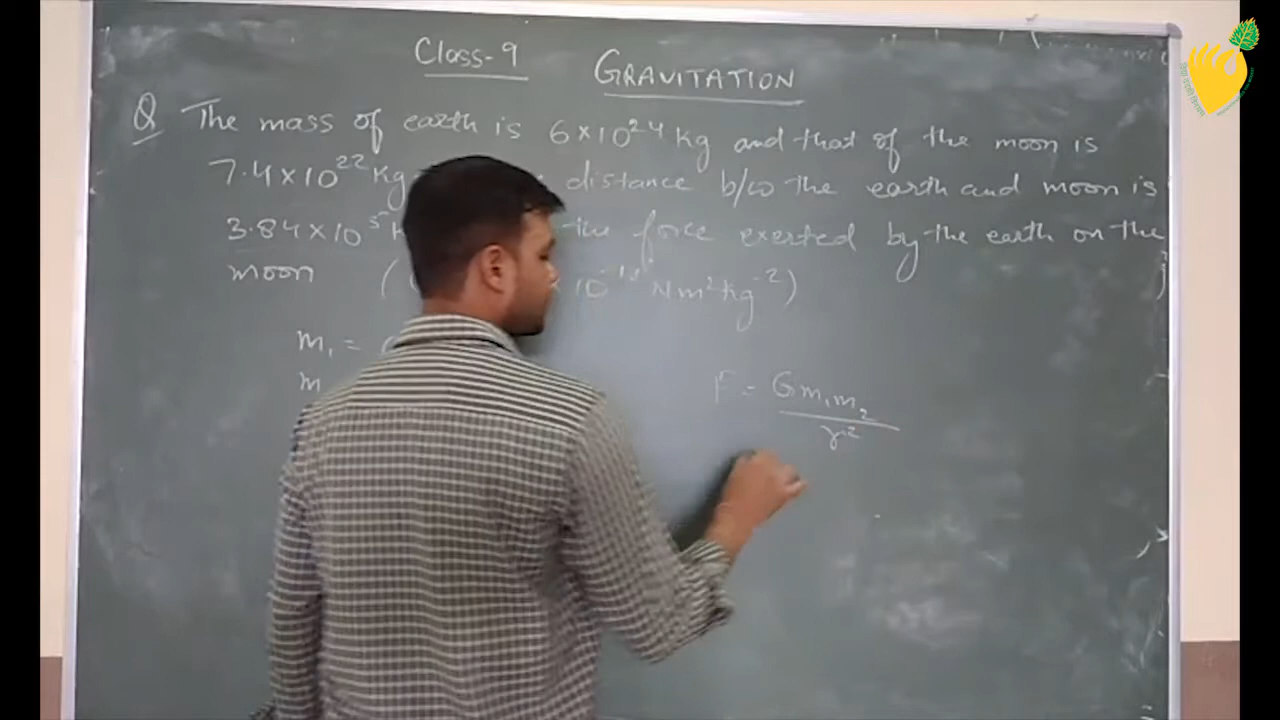 Class-9 GRAVITATION
Q The mass of earth is 6×10²⁴ kg and that of the moon is
7.4×10²² Kg distance b/w the earth and moon is
3.84×10⁵ the force exerted by the earth on the
moon ( 10 Nm²kg⁻²)
m₁ =
m
F = Gm₁m₂
r²